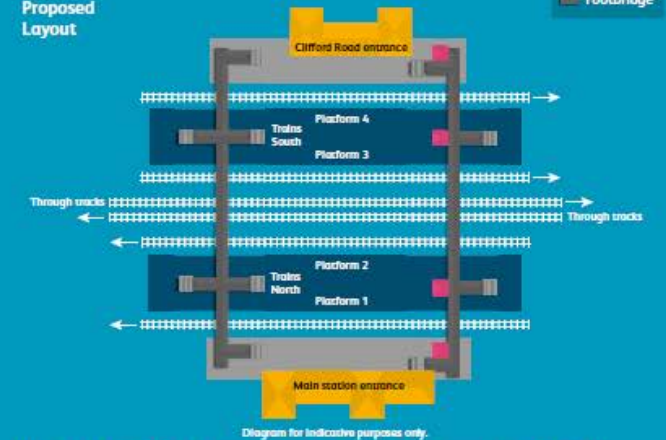 Proposed
Layout
Footbridge
Clifford Road entrance
Platform 4
Trains
South
Platform 3
Through tracks
Through tracks
Platform 2
Trains
North
Platform 1
Main station entrance
Diagram for indicative purposes only.